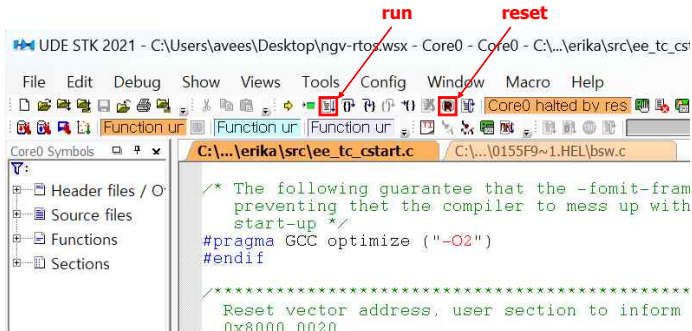 run reset
UDE STK 2021 - C:\Users\avees\Desktop\ngv-rtos.wsx - Core0 - Core0 - C:\...\erika\src\ee_tc_cst
File Edit Debug Show Views Tools Config Window Macro Help
Core0 halted by res
Function ur Function ur Function ur
Core0 Symbols
C:\...\erika\src\ee_tc_cstart.c C:\...\0155F9~1.HEL\bsw.c
Header files / O
Source files
Functions
Sections
/* The following guarantee that the -fomit-fram
preventing thet the compiler to mess up with
start-up */
#pragma GCC optimize ("-O2")
#endif
/************************************************
Reset vector address, user section to inform
0x8000 0020